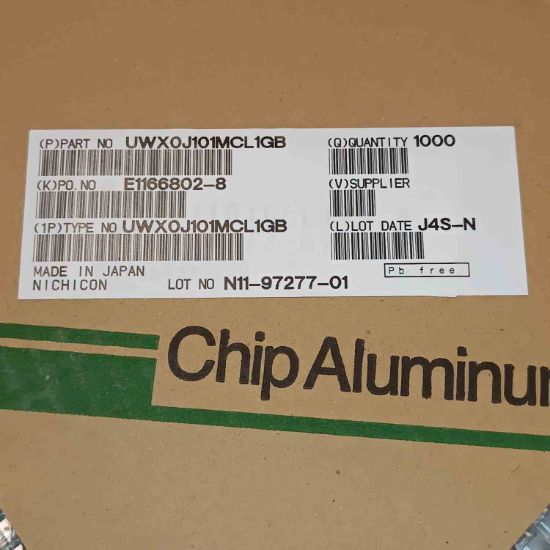 (P)PART NO UWX0J101MCL1GB (Q)QUANTITY 1000
(K)PO.NO E1166802-8 (V)SUPPLIER
(1P)TYPE NO UWX0J101MCL1GB (L)LOT DATE J4S-N
MADE IN JAPAN Pb free
NICHICON LOT NO N11-97277-01
Chip Aluminu